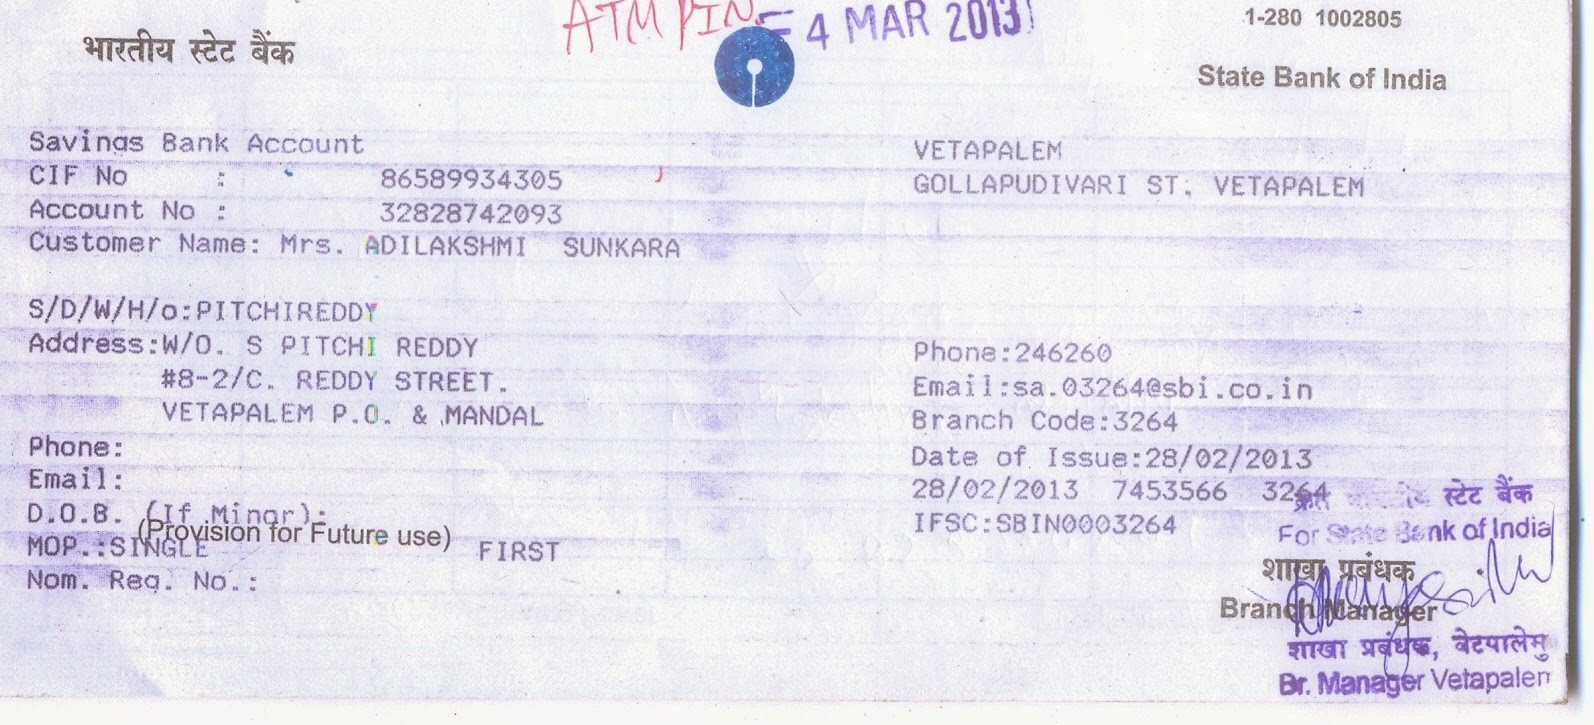 ATM PIN
- 4 MAR 2013
1-280 1002805
भारतीय स्टेट बैंक
State Bank of India
Savings Bank Account
CIF No : 86589934305
Account No : 32828742093
Customer Name: Mrs. ADILAKSHMI SUNKARA
VETAPALEM
GOLLAPUDIVARI ST, VETAPALEM
S/D/W/H/o:PITCHIREDDY
Address:W/O. S PITCHI REDDY
#8-2/C. REDDY STREET.
VETAPALEM P.O. & MANDAL
Phone:
Email:
D.O.B. (If Minor):
(Provision for Future use)
MOP.:SINGLE FIRST
Nom. Reg. No.:
Phone:246260
Email:sa.03264@sbi.co.in
Branch Code:3264
Date of Issue:28/02/2013
28/02/2013 7453566 3264
IFSC:SBIN0003264
कृते भारतीय स्टेट बैंक
For State Bank of India
शाखा प्रबंधक
Branch Manager
शाखा प्रबंधक, वेटपालेमु
Br. Manager Vetapalem